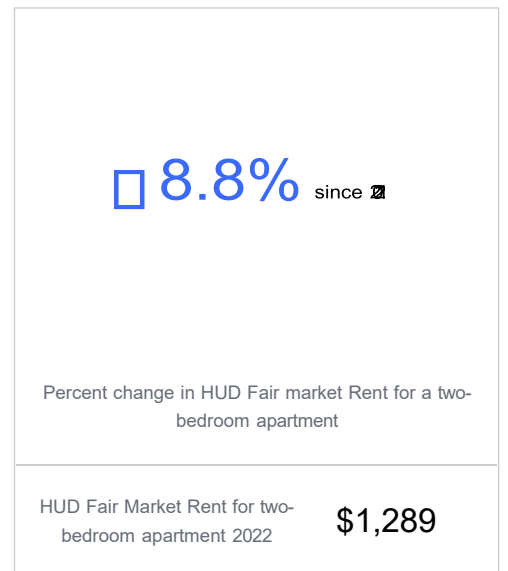 8.8% since
Percent change in HUD Fair market Rent for a two-
bedroom apartment
HUD Fair Market Rent for two-
bedroom apartment 2022
$1,289